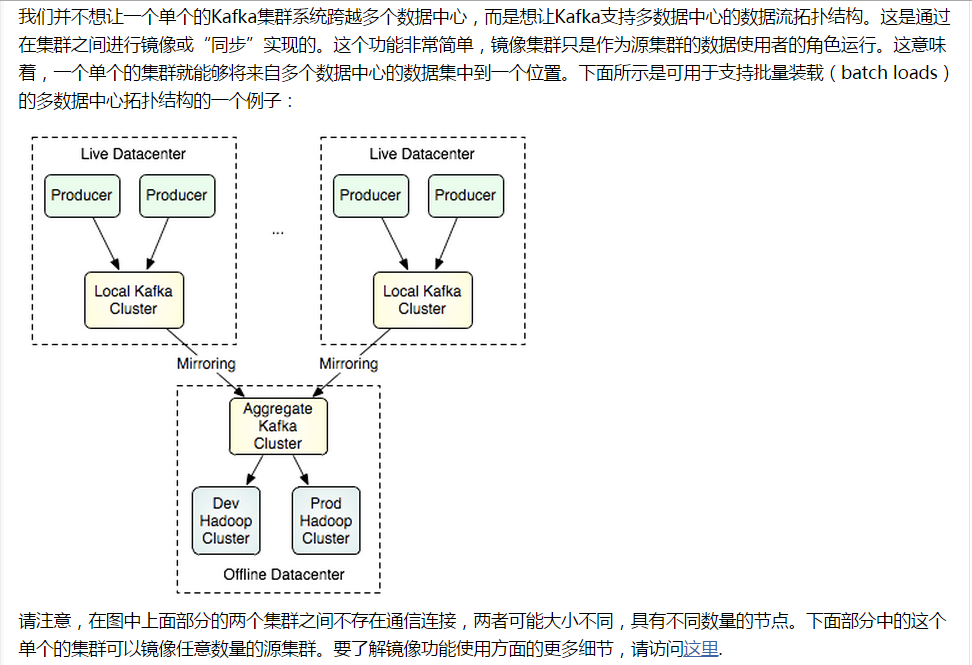 我们并不想让一个单个的Kafka集群系统跨越多个数据中心，而是想让Kafka支持多数据中心的数据流拓扑结构。这是通过
在集群之间进行镜像或“同步”实现的。这个功能非常简单，镜像集群只是作为源集群的数据使用者的角色运行。这意味
着，一个单个的集群就能够将来自多个数据中心的数据集中到一个位置。下面所示是可用于支持批量装载（batch loads）
的多数据中心拓扑结构的一个例子：
Live Datacenter
Live Datacenter
Producer
Producer
Producer
Producer
...
Local Kafka
Cluster
Local Kafka
Cluster
Mirroring
Mirroring
Aggregate
Kafka
Cluster
Dev
Hadoop
Cluster
Prod
Hadoop
Cluster
Offline Datacenter
请注意，在图中上面部分的两个集群之间不存在通信连接，两者可能大小不同，具有不同数量的节点。下面部分中的这个
单个的集群可以镜像任意数量的源集群。要了解镜像功能使用方面的更多细节，请访问这里.